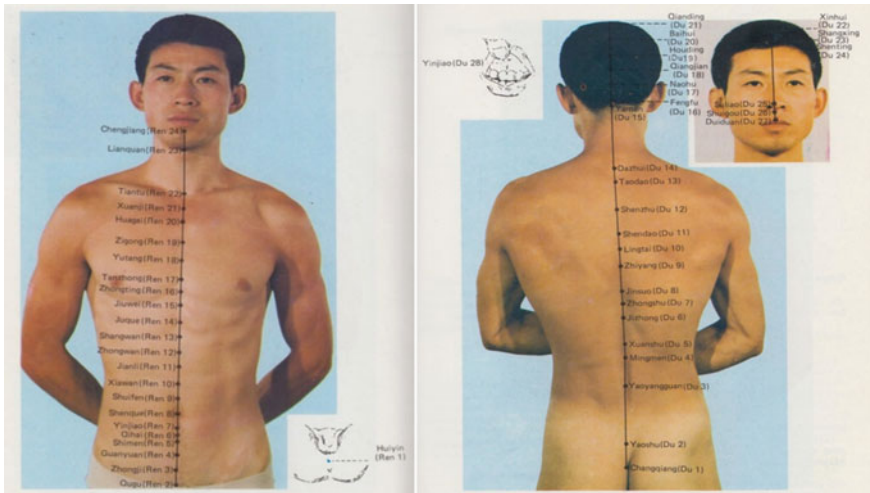 Chengjiang(Ren 24)
Lianquan(Ren 23)
Tiantu(Ren 22)
Xuanji(Ren 21)
Huagai(Ren 20)
Zigong(Ren 19)
Yutang(Ren 18)
Tanzhong(Ren 17)
Zhongting(Ren 16)
Jiuwei(Ren 15)
Juque(Ren 14)
Shangwan(Ren 13)
Zhongwan(Ren 12)
Jianli(Ren 11)
Xiawan(Ren 10)
Shuifen(Ren 9)
Shenque(Ren 8)
Yinjiao(Ren 7)
Qihai(Ren 6)
Shimen(Ren 5)
Guanyuan(Ren 4)
Zhongji(Ren 3)
Qugu(Ren 2)
Huiyin
(Ren 1)
Yinjiao(Du 28)
Qianding
(Du 21)
Baihui
(Du 20)
Houding
(Du19)
Qiangjian
(Du 18)
Naohu
(Du 17)
Fengfu
(Du 16)
Yamen
(Du 15)
Xinhui
(Du 22)
Shangxing
(Du 23)
Shenting
(Du 24)
Suliao(Du 25)
Shuigou(Du 26)
Duiduan(Du 27)
Dazhui(Du 14)
Taodao(Du 13)
Shenzhu(Du 12)
Shendao(Du 11)
Lingtai(Du 10)
Zhiyang(Du 9)
Jinsuo(Du 8)
Zhongshu(Du 7)
Jizhong(Du 6)
Xuanshu(Du 5)
Mingmen(Du 4)
Yaoyangguan(Du 3)
Yaoshu(Du 2)
Changqiang(Du 1)